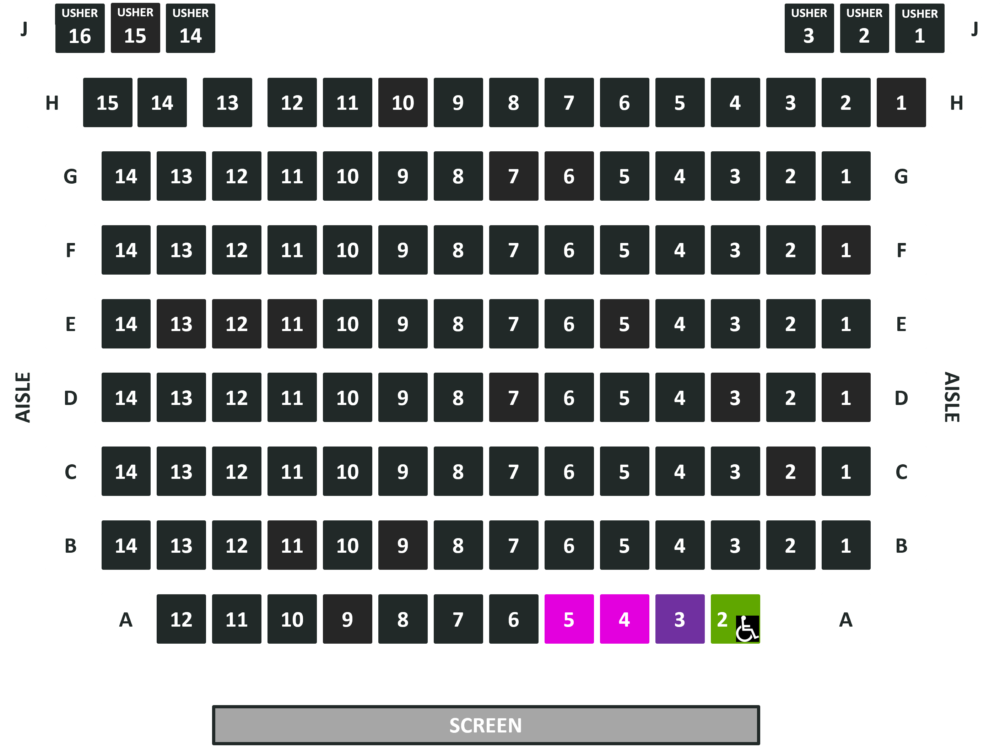 USHER USHER USHER USHER USHER USHER
J 16 15 14 3 2 1 J
H 15 14 13 12 11 10 9 8 7 6 5 4 3 2 1 H
G 14 13 12 11 10 9 8 7 6 5 4 3 2 1 G
F 14 13 12 11 10 9 8 7 6 5 4 3 2 1 F
E 14 13 12 11 10 9 8 7 6 5 4 3 2 1 E
AISLE D 14 13 12 11 10 9 8 7 6 5 4 3 2 1 D AISLE
C 14 13 12 11 10 9 8 7 6 5 4 3 2 1 C
B 14 13 12 11 10 9 8 7 6 5 4 3 2 1 B
A 12 11 10 9 8 7 6 5 4 3 2 A
SCREEN